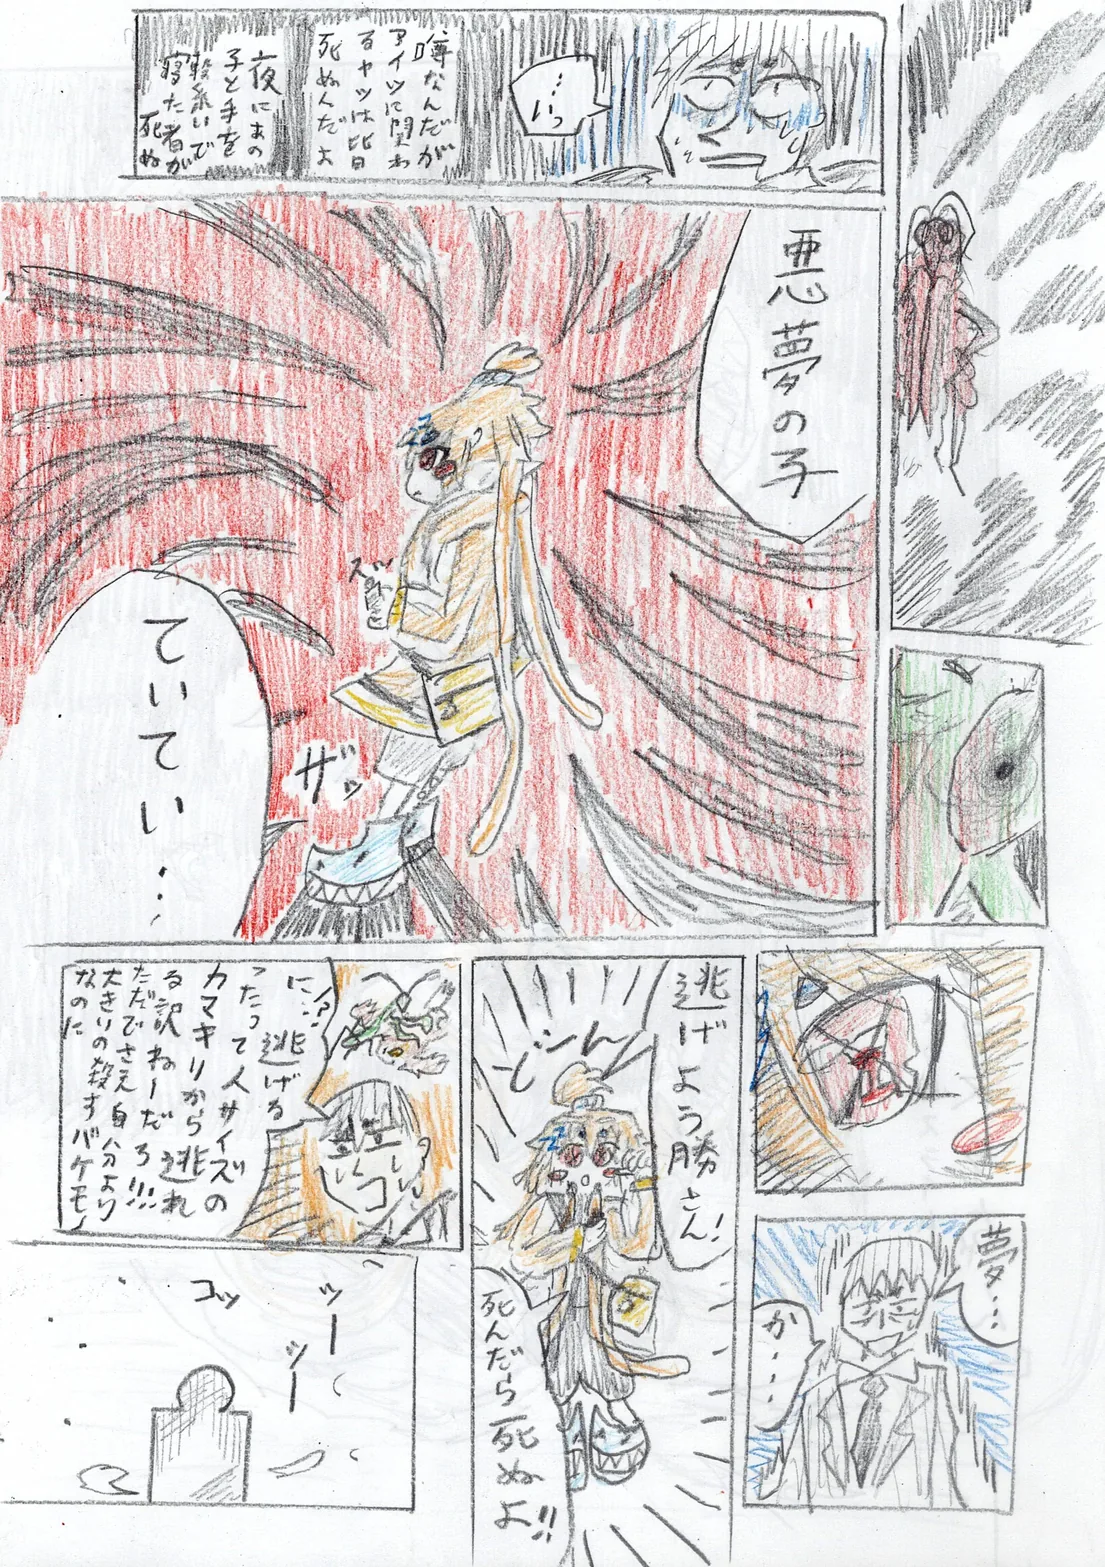 …いっ
噂なんだが
アイツに関わ
るヤツは皆
死ぬんだよ
夜にあの
子と手を
繋いで
寝た者が
死ぬ
悪夢の子
ザッ
ていてい…
夢…
か…
逃げよう勝さん!
じーん
死んだら死ぬよ!!
に…?
逃げる
ったって人サイズの
カマキリから逃れ
る訳ねーだろ!!!
ただでさえ自分より
大きいの殺すバケモン
なのに
ツー
ツー
コッ